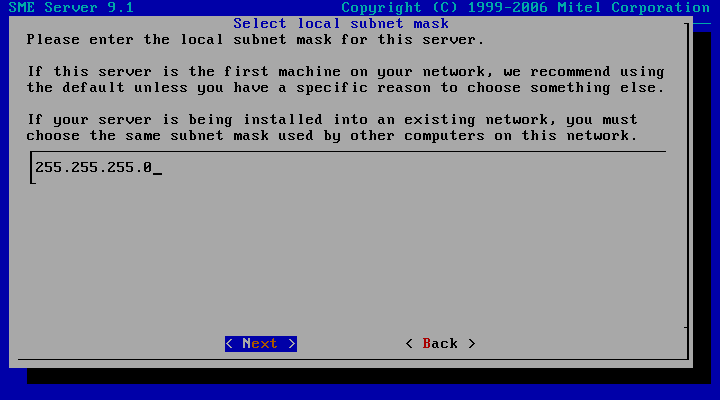 SME Server 9.1 Copyright (C) 1999-2006 Mitel Corporation
Select local subnet mask
Please enter the local subnet mask for this server.
If this server is the first machine on your network, we recommend using
the default unless you have a specific reason to choose something else.
If your server is being installed into an existing network, you must
choose the same subnet mask used by other computers on this network.
255.255.255.0_
< Next > < Back >